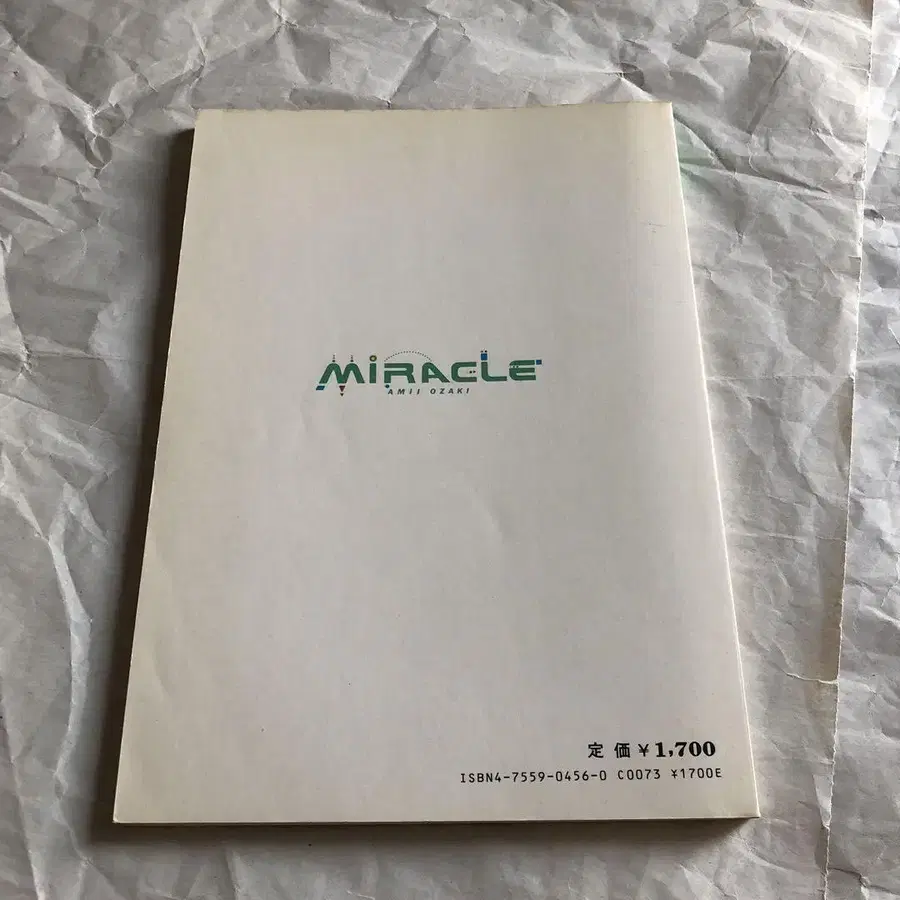 MiRACLE
AMII OZAKI
定価¥1,700
ISBN4-7559-0456-0 C0073 ¥1700E